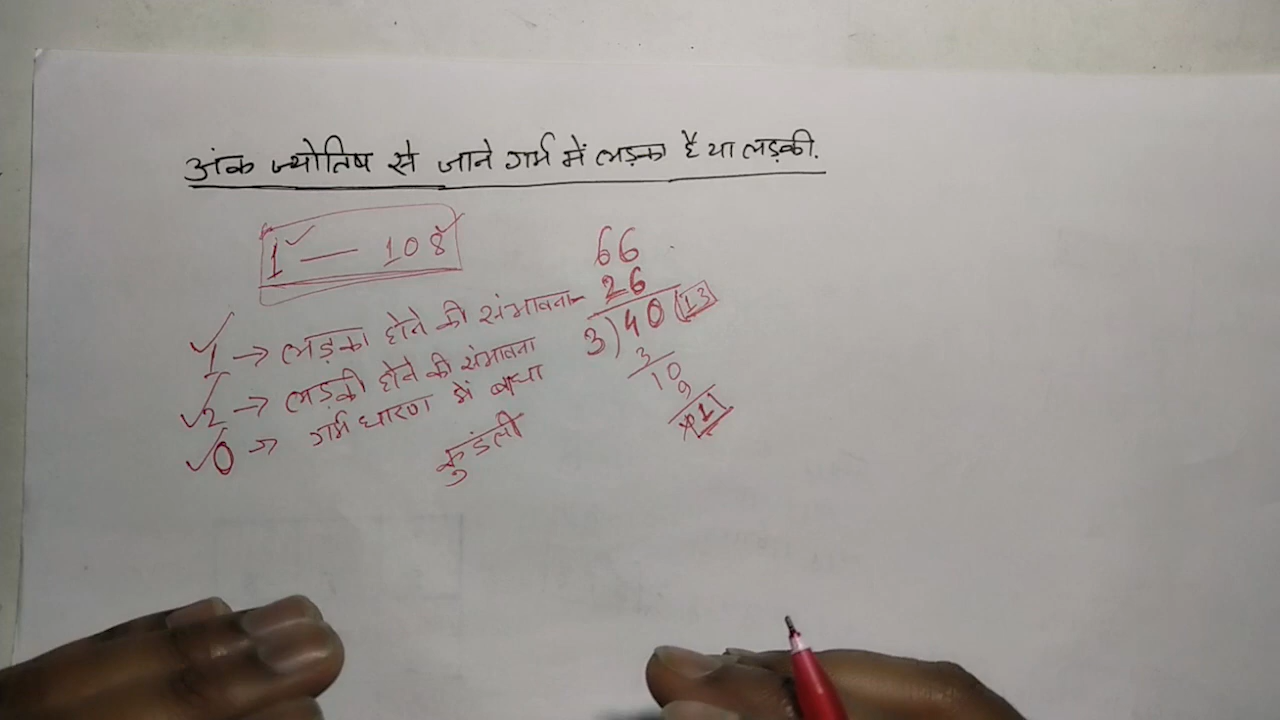 अंक ज्योतिष से जाने गर्भ में लड़का है या लड़की.
1 — 108
1 → लड़का होने की संभावना
2 → लड़की होने की संभावना
0 → गर्भ धारण में बाधा
कुंडली
66
26
3) 40 (13
3
10
9
1